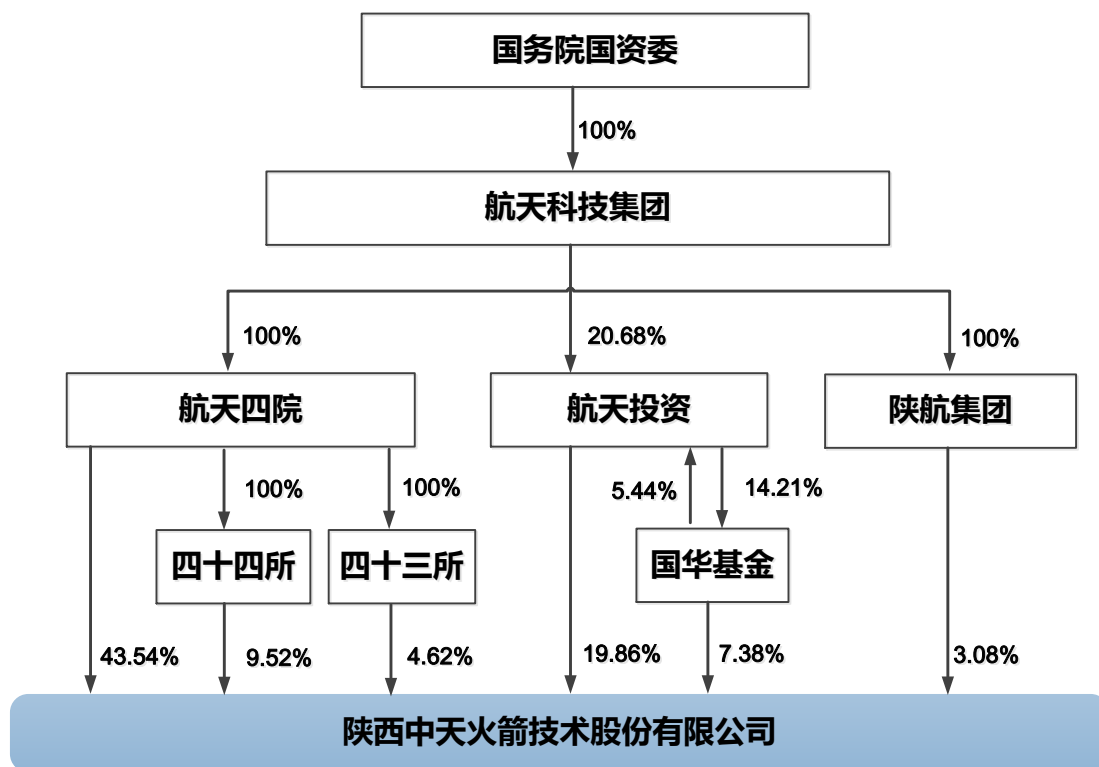 国务院国资委
100%
航天科技集团
100%
20.68%
100%
航天四院
航天投资
陕航集团
100%
100%
5.44%
14.21%
四十四所
四十三所
国华基金
43.54%
9.52%
4.62%
19.86%
7.38%
3.08%
陕西中天火箭技术股份有限公司